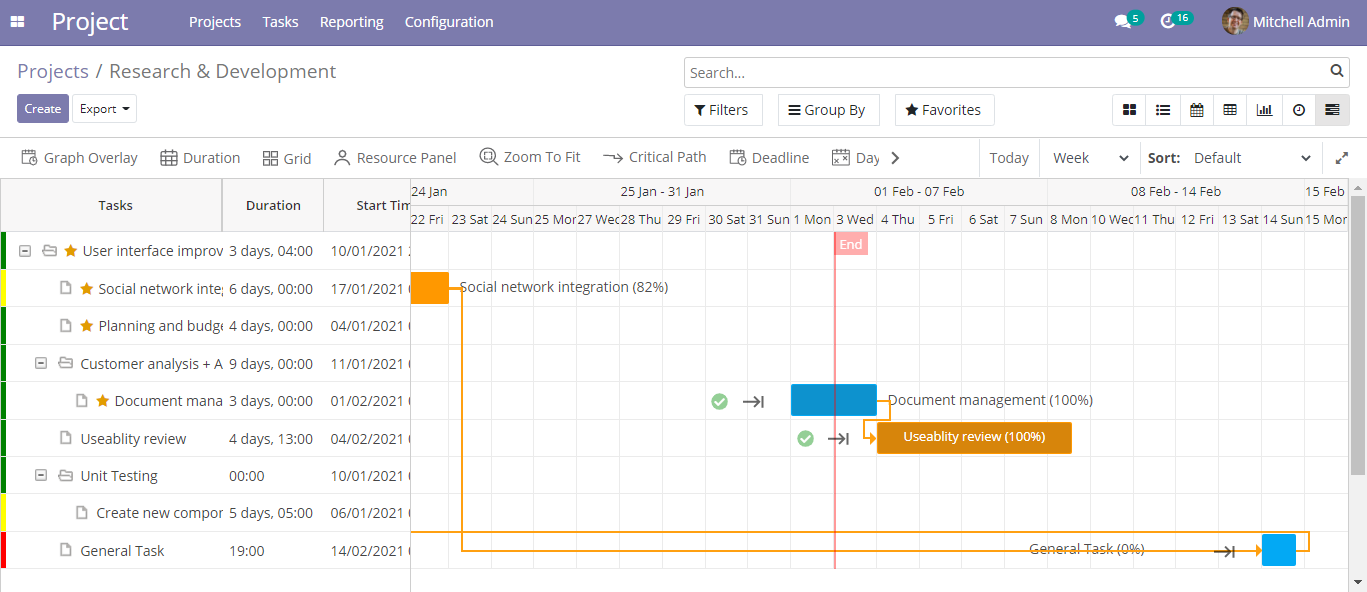 Project Projects Tasks Reporting Configuration 5 16 Mitchell Admin
Projects / Research & Development
Search...
Create Export
Filters Group By Favorites
Graph Overlay Duration Grid Resource Panel Zoom To Fit Critical Path Deadline Day Today Week Sort: Default
Tasks Duration Start Tim
24 Jan 25 Jan - 31 Jan 01 Feb - 07 Feb 08 Feb - 14 Feb 15 Feb
22 Fri 23 Sat 24 Sun 25 Mon 27 Wed 28 Thu 29 Fri 30 Sat 31 Sun 1 Mon 3 Wed 4 Thu 5 Fri 6 Sat 7 Sun 8 Mon 10 Wed 11 Thu 12 Fri 13 Sat 14 Sun 15 Mon
User interface improv 3 days, 04:00 10/01/2021 End
Social network inte 6 days, 00:00 17/01/2021 Social network integration (82%)
Planning and budge 4 days, 00:00 04/01/2021
Customer analysis + A 9 days, 00:00 11/01/2021
Document mana 3 days, 00:00 01/02/2021 Document management (100%)
Useablity review 4 days, 13:00 04/02/2021 Useablity review (100%)
Unit Testing 00:00 10/01/2021
Create new compor 5 days, 05:00 06/01/2021
General Task 19:00 14/02/2021 General Task (0%)